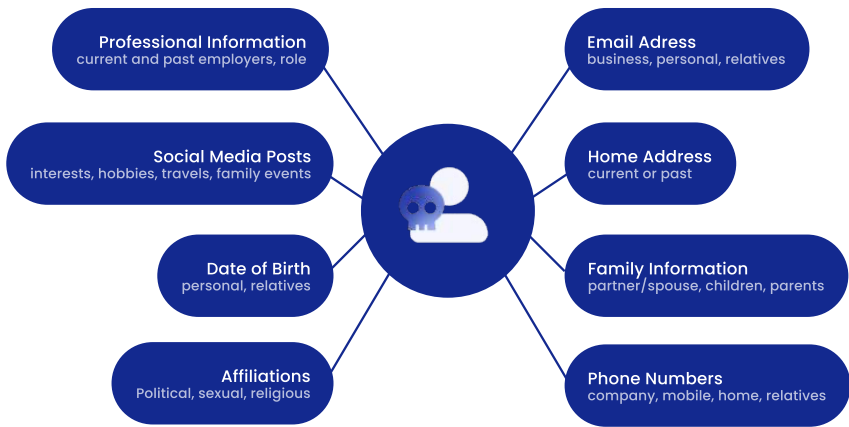 Professional Information
current and past employers, role
Social Media Posts
interests, hobbies, travels, family events
Date of Birth
personal, relatives
Affiliations
Political, sexual, religious
Email Adress
business, personal, relatives
Home Address
current or past
Family Information
partner/spouse, children, parents
Phone Numbers
company, mobile, home, relatives